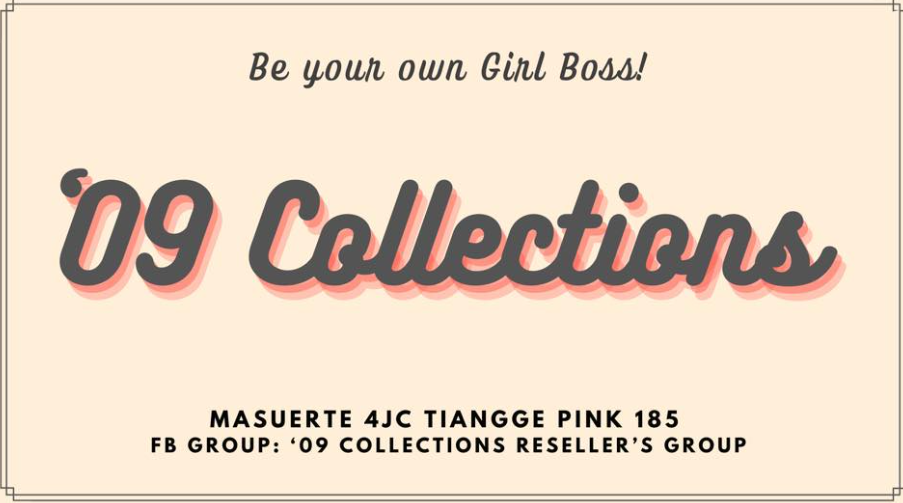 Be your own Girl Boss!
‘09 Collections
MASUERTE 4JC TIANGGE PINK 185
FB GROUP: ‘09 COLLECTIONS RESELLER’S GROUP